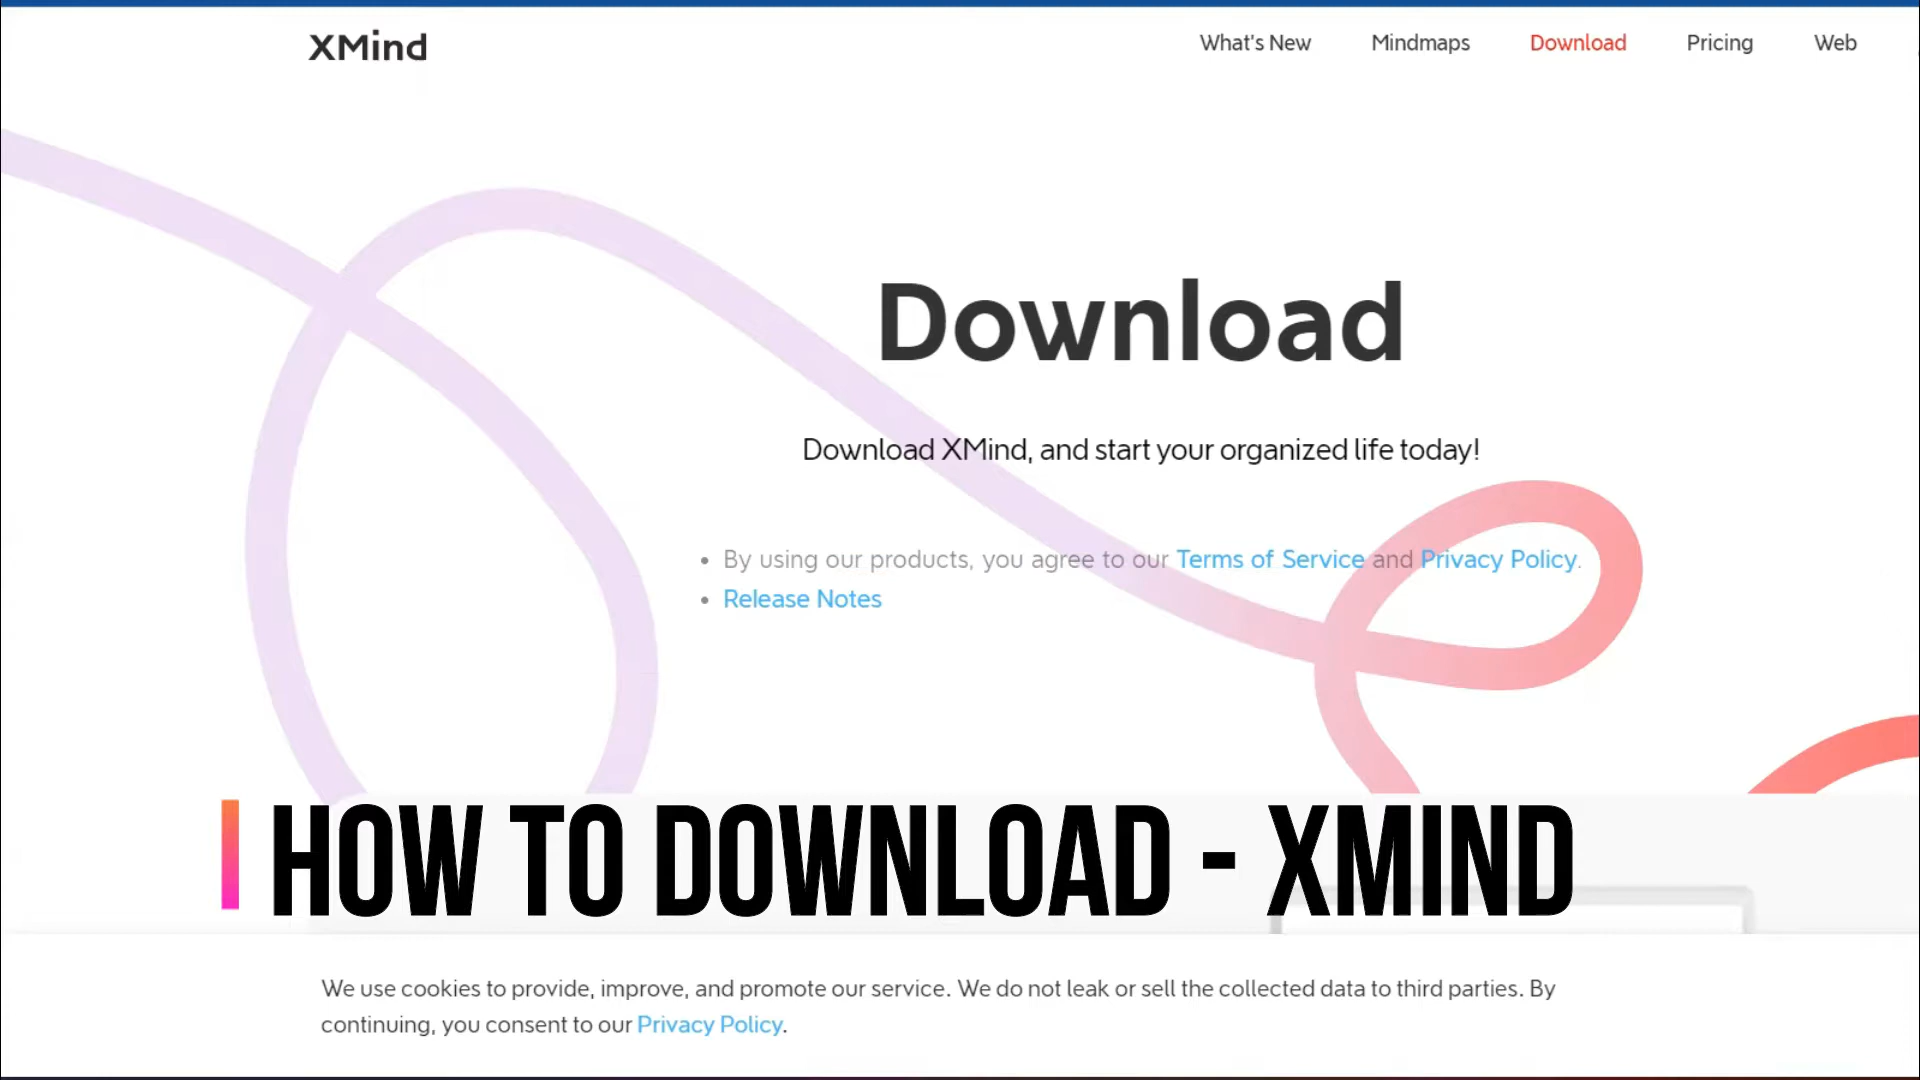 XMind
What's New
Mindmaps
Download
Pricing
Web
Download
Download XMind, and start your organized life today!
• By using our products, you agree to our Terms of Service and Privacy Policy.
• Release Notes
HOW TO DOWNLOAD - XMIND
We use cookies to provide, improve, and promote our service. We do not leak or sell the collected data to third parties. By
continuing, you consent to our Privacy Policy.